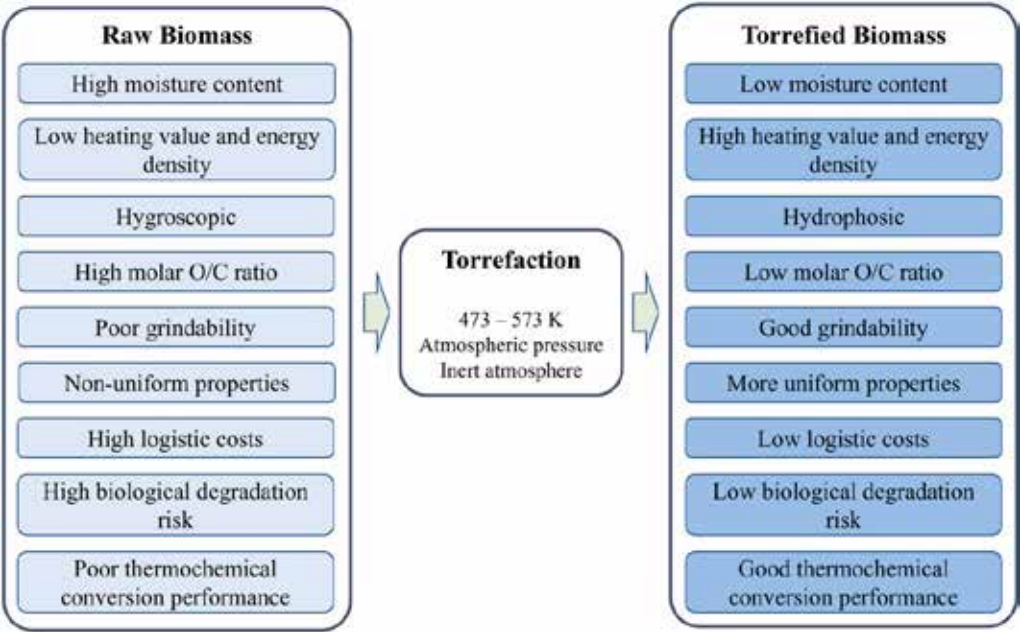 Raw Biomass
High moisture content
Low heating value and energy
density
Hygroscopic
High molar O/C ratio
Poor grindability
Non-uniform properties
High logistic costs
High biological degradation
risk
Poor thermochemical
conversion performance
Torrefaction
473 – 573 K
Atmospheric pressure
Inert atmosphere
Torrefied Biomass
Low moisture content
High heating value and energy
density
Hydrophosic
Low molar O/C ratio
Good grindability
More uniform properties
Low logistic costs
Low biological degradation
risk
Good thermochemical
conversion performance